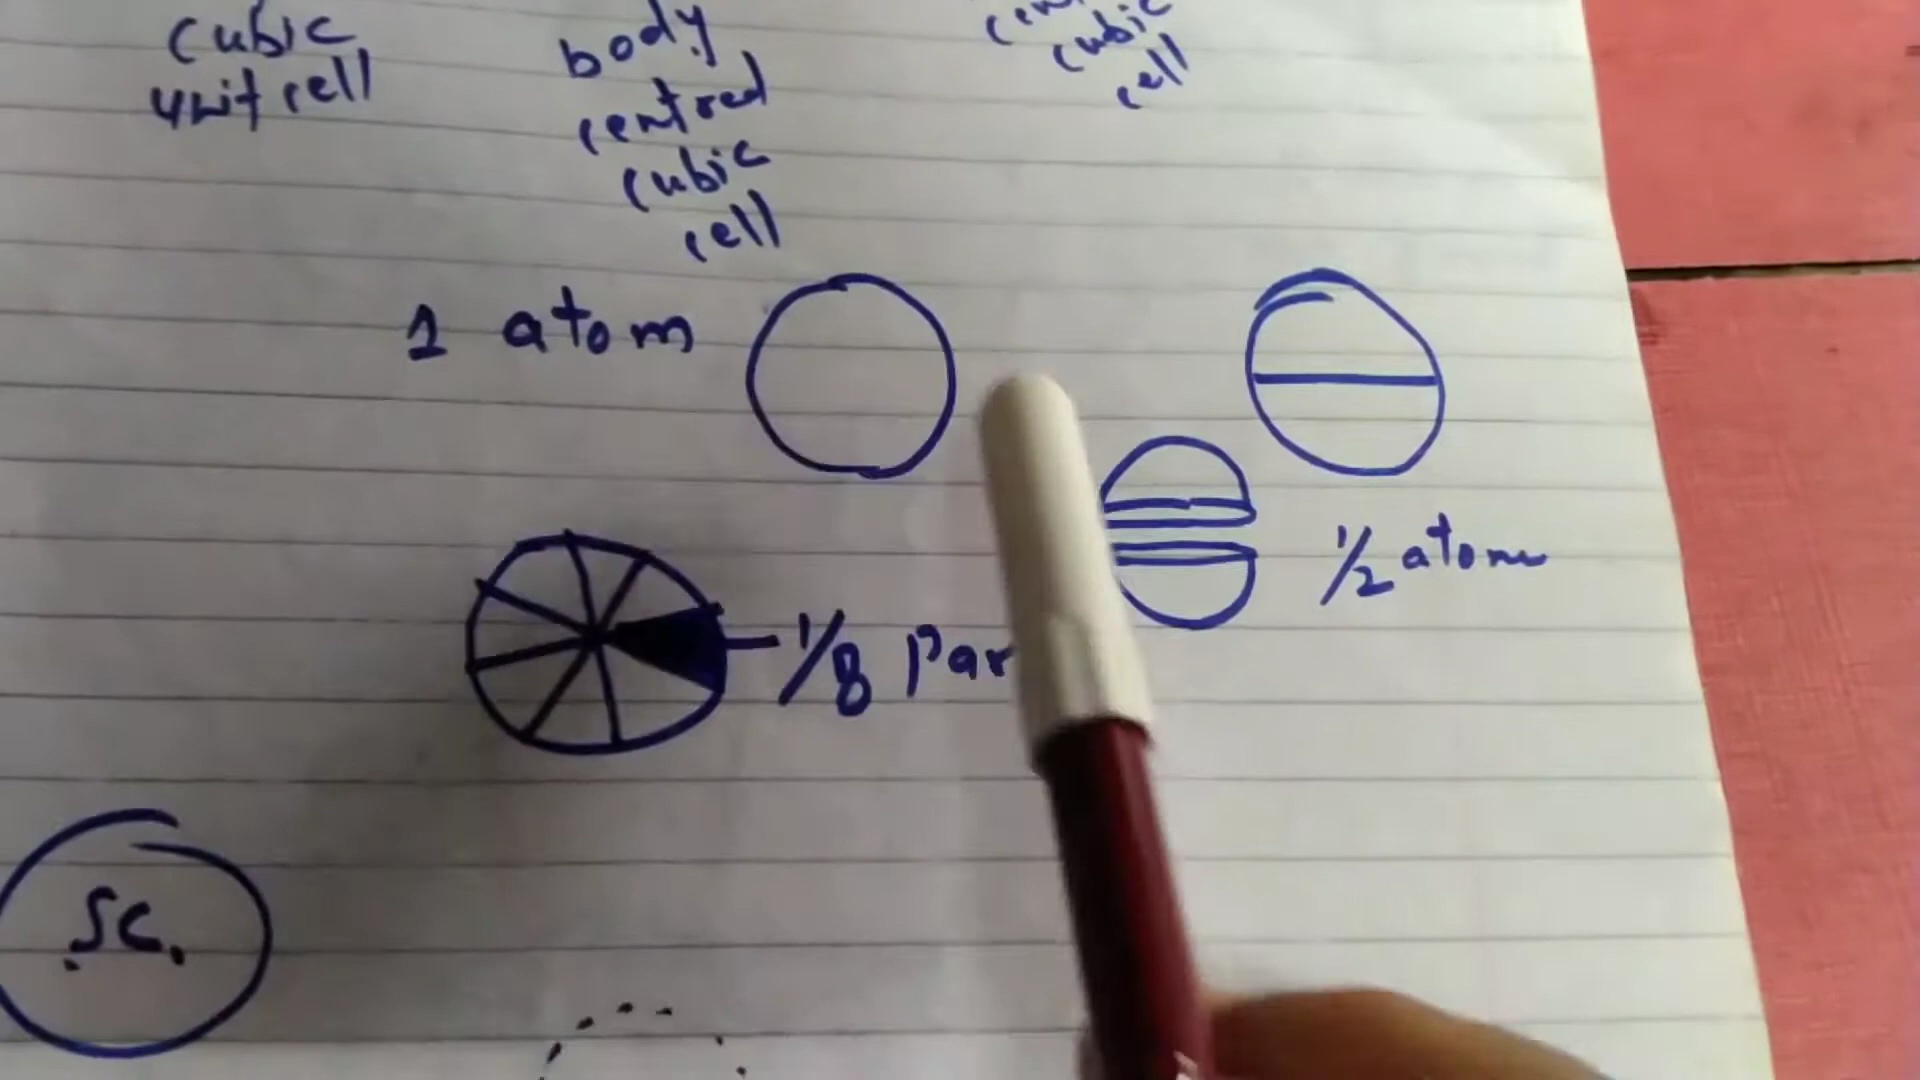 cubic
unit cell
body
centred
cubic
cell
cubic
cell
1 atom
1/2 atom
1/8 Par
SC.